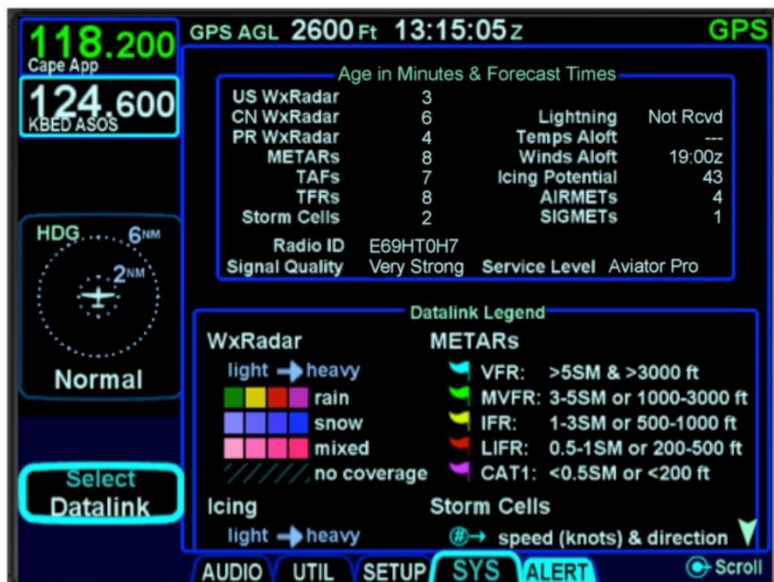 118.200
Cape App
124.600
KBED ASOS
GPS AGL 2600 Ft 13:15:05 Z
GPS
Age in Minutes & Forecast Times
US WxRadar 3
CN WxRadar 6 Lightning Not Rcvd
PR WxRadar 4 Temps Aloft ---
METARs 8 Winds Aloft 19:00z
TAFs 7 Icing Potential 43
TFRs 8 AIRMETs 4
Storm Cells 2 SIGMETs 1
Radio ID E69HT0H7
Signal Quality Very Strong Service Level Aviator Pro
HDG 6NM
2NM
Normal
Select
Datalink
Datalink Legend
WxRadar METARs
light heavy VFR: >5SM & >3000 ft
rain MVFR: 3-5SM or 1000-3000 ft
snow IFR: 1-3SM or 500-1000 ft
mixed LIFR: 0.5-1SM or 200-500 ft
no coverage CAT1: <0.5SM or <200 ft
Icing Storm Cells
light heavy # speed (knots) & direction
AUDIO UTIL SETUP SYS ALERT Scroll